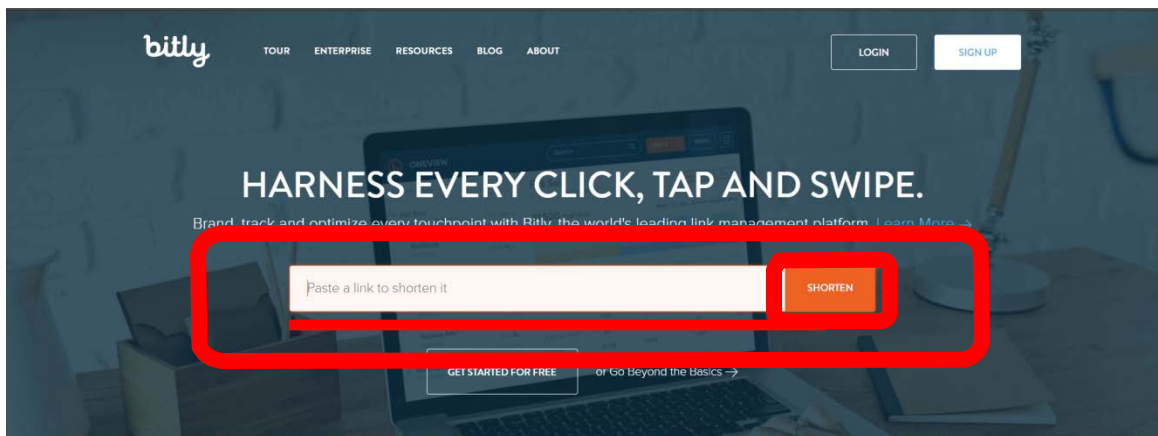 bitly
TOUR ENTERPRISE RESOURCES BLOG ABOUT
LOGIN SIGN UP
ONEVIEW
HARNESS EVERY CLICK, TAP AND SWIPE.
Brand, track and optimize every touchpoint with Bitly, the world's leading link management platform. Learn More →
Paste a link to shorten it
SHORTEN
GET STARTED FOR FREE or Go Beyond the Basics →